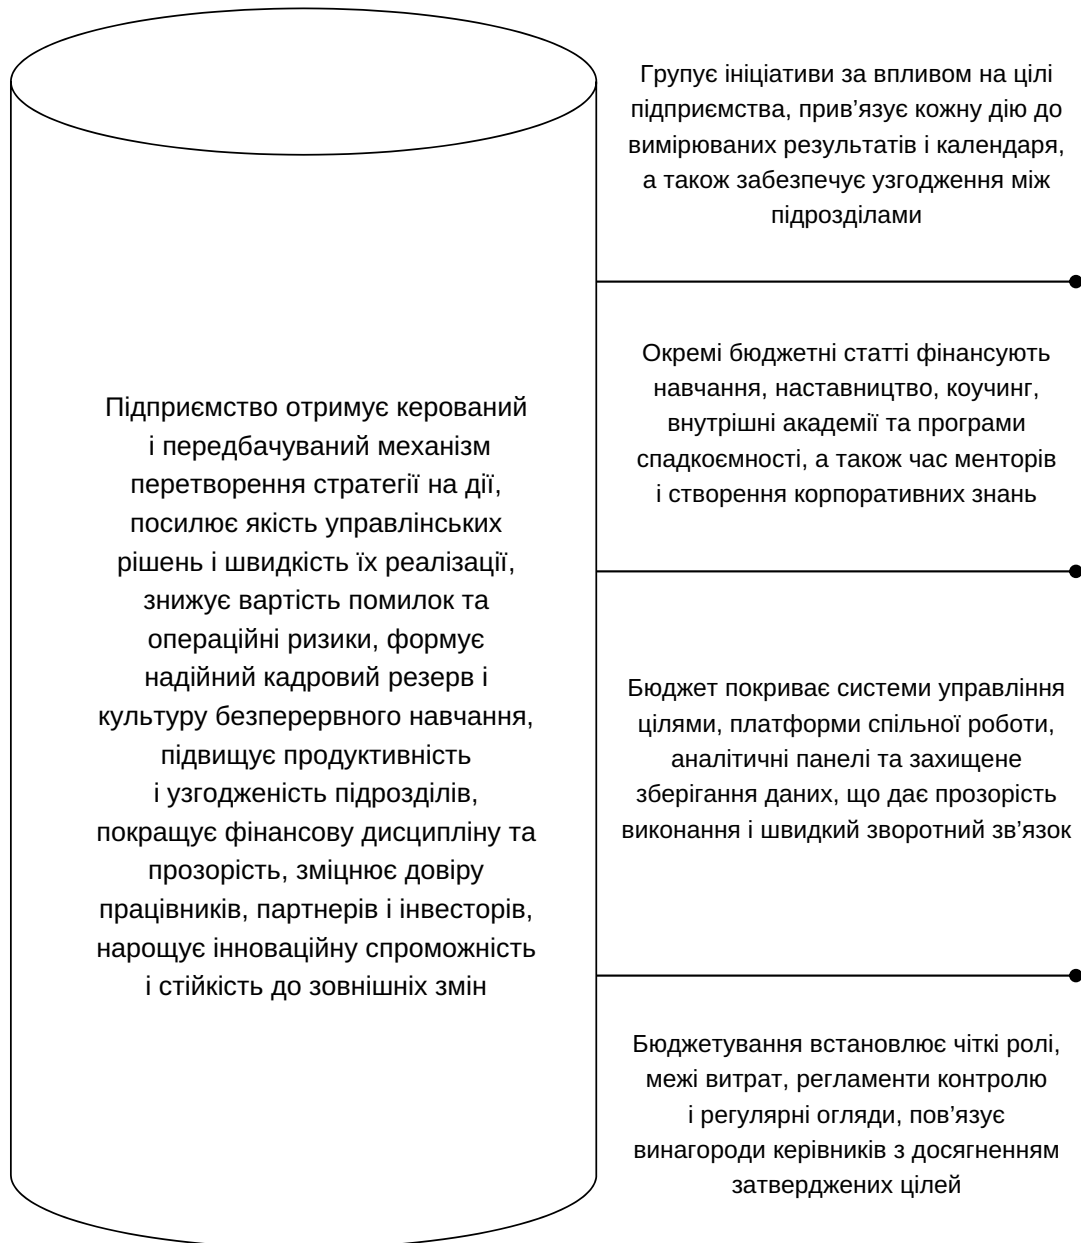 Групує ініціативи за впливом на цілі
підприємства, прив’язує кожну дію до
вимірюваних результатів і календаря,
а також забезпечує узгодження між
підрозділами
Окремі бюджетні статті фінансують
навчання, наставництво, коучинг,
внутрішні академії та програми
спадкоємності, а також час менторів
і створення корпоративних знань
Підприємство отримує керований
і передбачуваний механізм
перетворення стратегії на дії,
посилює якість управлінських
рішень і швидкість їх реалізації,
знижує вартість помилок та
операційні ризики, формує
надійний кадровий резерв і
культуру безперервного навчання,
підвищує продуктивність
і узгодженість підрозділів,
покращує фінансову дисципліну та
прозорість, зміцнює довіру
працівників, партнерів і інвесторів,
нарощує інноваційну спроможність
і стійкість до зовнішніх змін
Бюджет покриває системи управління
цілями, платформи спільної роботи,
аналітичні панелі та захищене
зберігання даних, що дає прозорість
виконання і швидкий зворотний зв’язок
Бюджетування встановлює чіткі ролі,
межі витрат, регламенти контролю
і регулярні огляди, пов’язує
винагороди керівників з досягненням
затверджених цілей